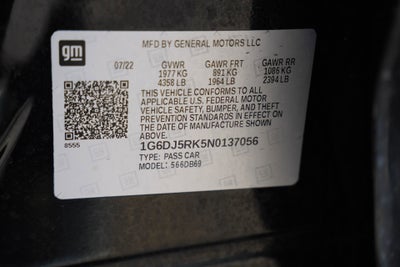 gm
MFD BY GENERAL MOTORS LLC
07/22 GVWR GAWR FRT GAWR RR
1977 KG 891 KG 1086 KG
4358 LB 1964 LB 2394 LB
THIS VEHICLE CONFORMS TO ALL
APPLICABLE U.S. FEDERAL MOTOR
VEHICLE SAFETY, BUMPER, AND THEFT
PREVENTION STANDARDS IN EFFECT ON THE
DATE OF MANUFACTURE SHOWN
ABOVE.
8555
1G6DJ5RK5N0137056
TYPE: PASS CAR
MODEL: 566DB69